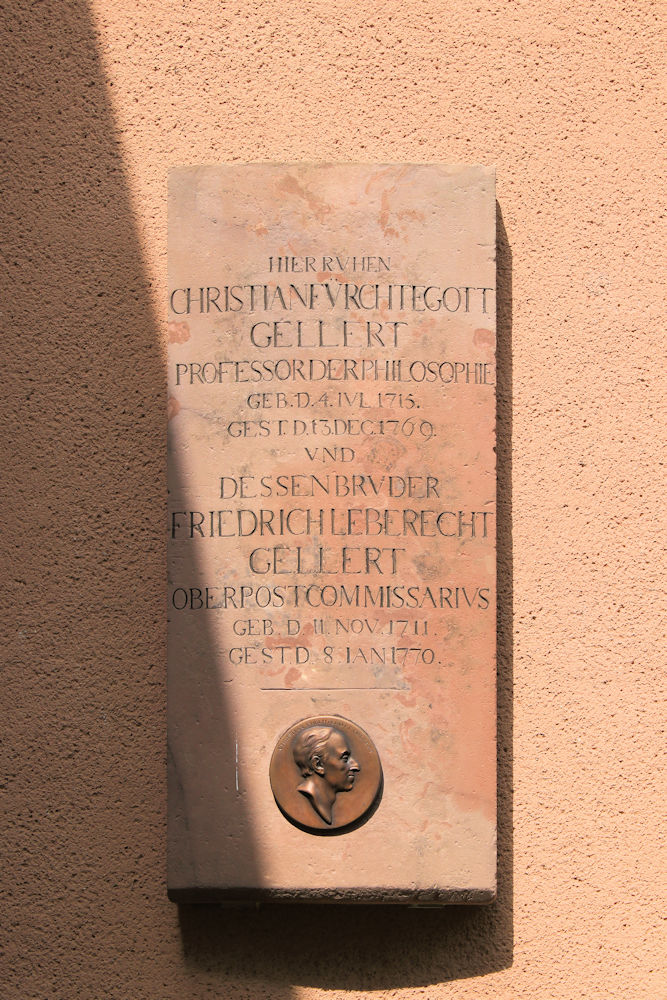 HIER RVHEN
CHRISTIAN FÜRCHTEGOTT
GELLERT
PROFESSOR DER PHILOSOPHIE
GEB. D. 4. IVL 1715.
GEST. D. 13. DEC. 1769.
VND
DESSEN BRVDER
FRIEDRICH LEBERECHT
GELLERT
OBERPOSTCOMMISSARIVS
GEB. D. 11. NOV. 1711.
GEST. D. 8. IAN 1770.